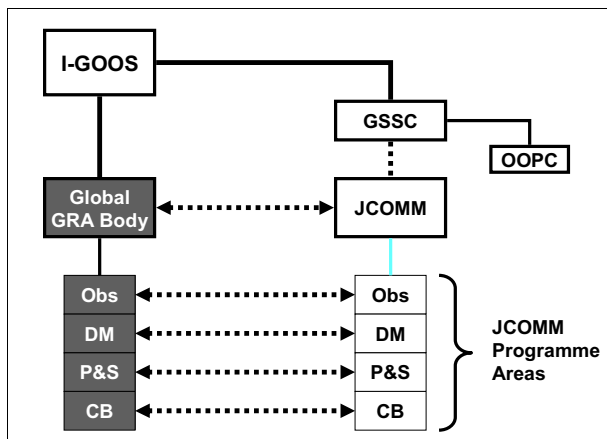 I-GOOS
GSSC
OOPC
Global
GRA Body
JCOMM
Obs
Obs
DM
DM
P&S
P&S
CB
CB
JCOMM
Programme
Areas